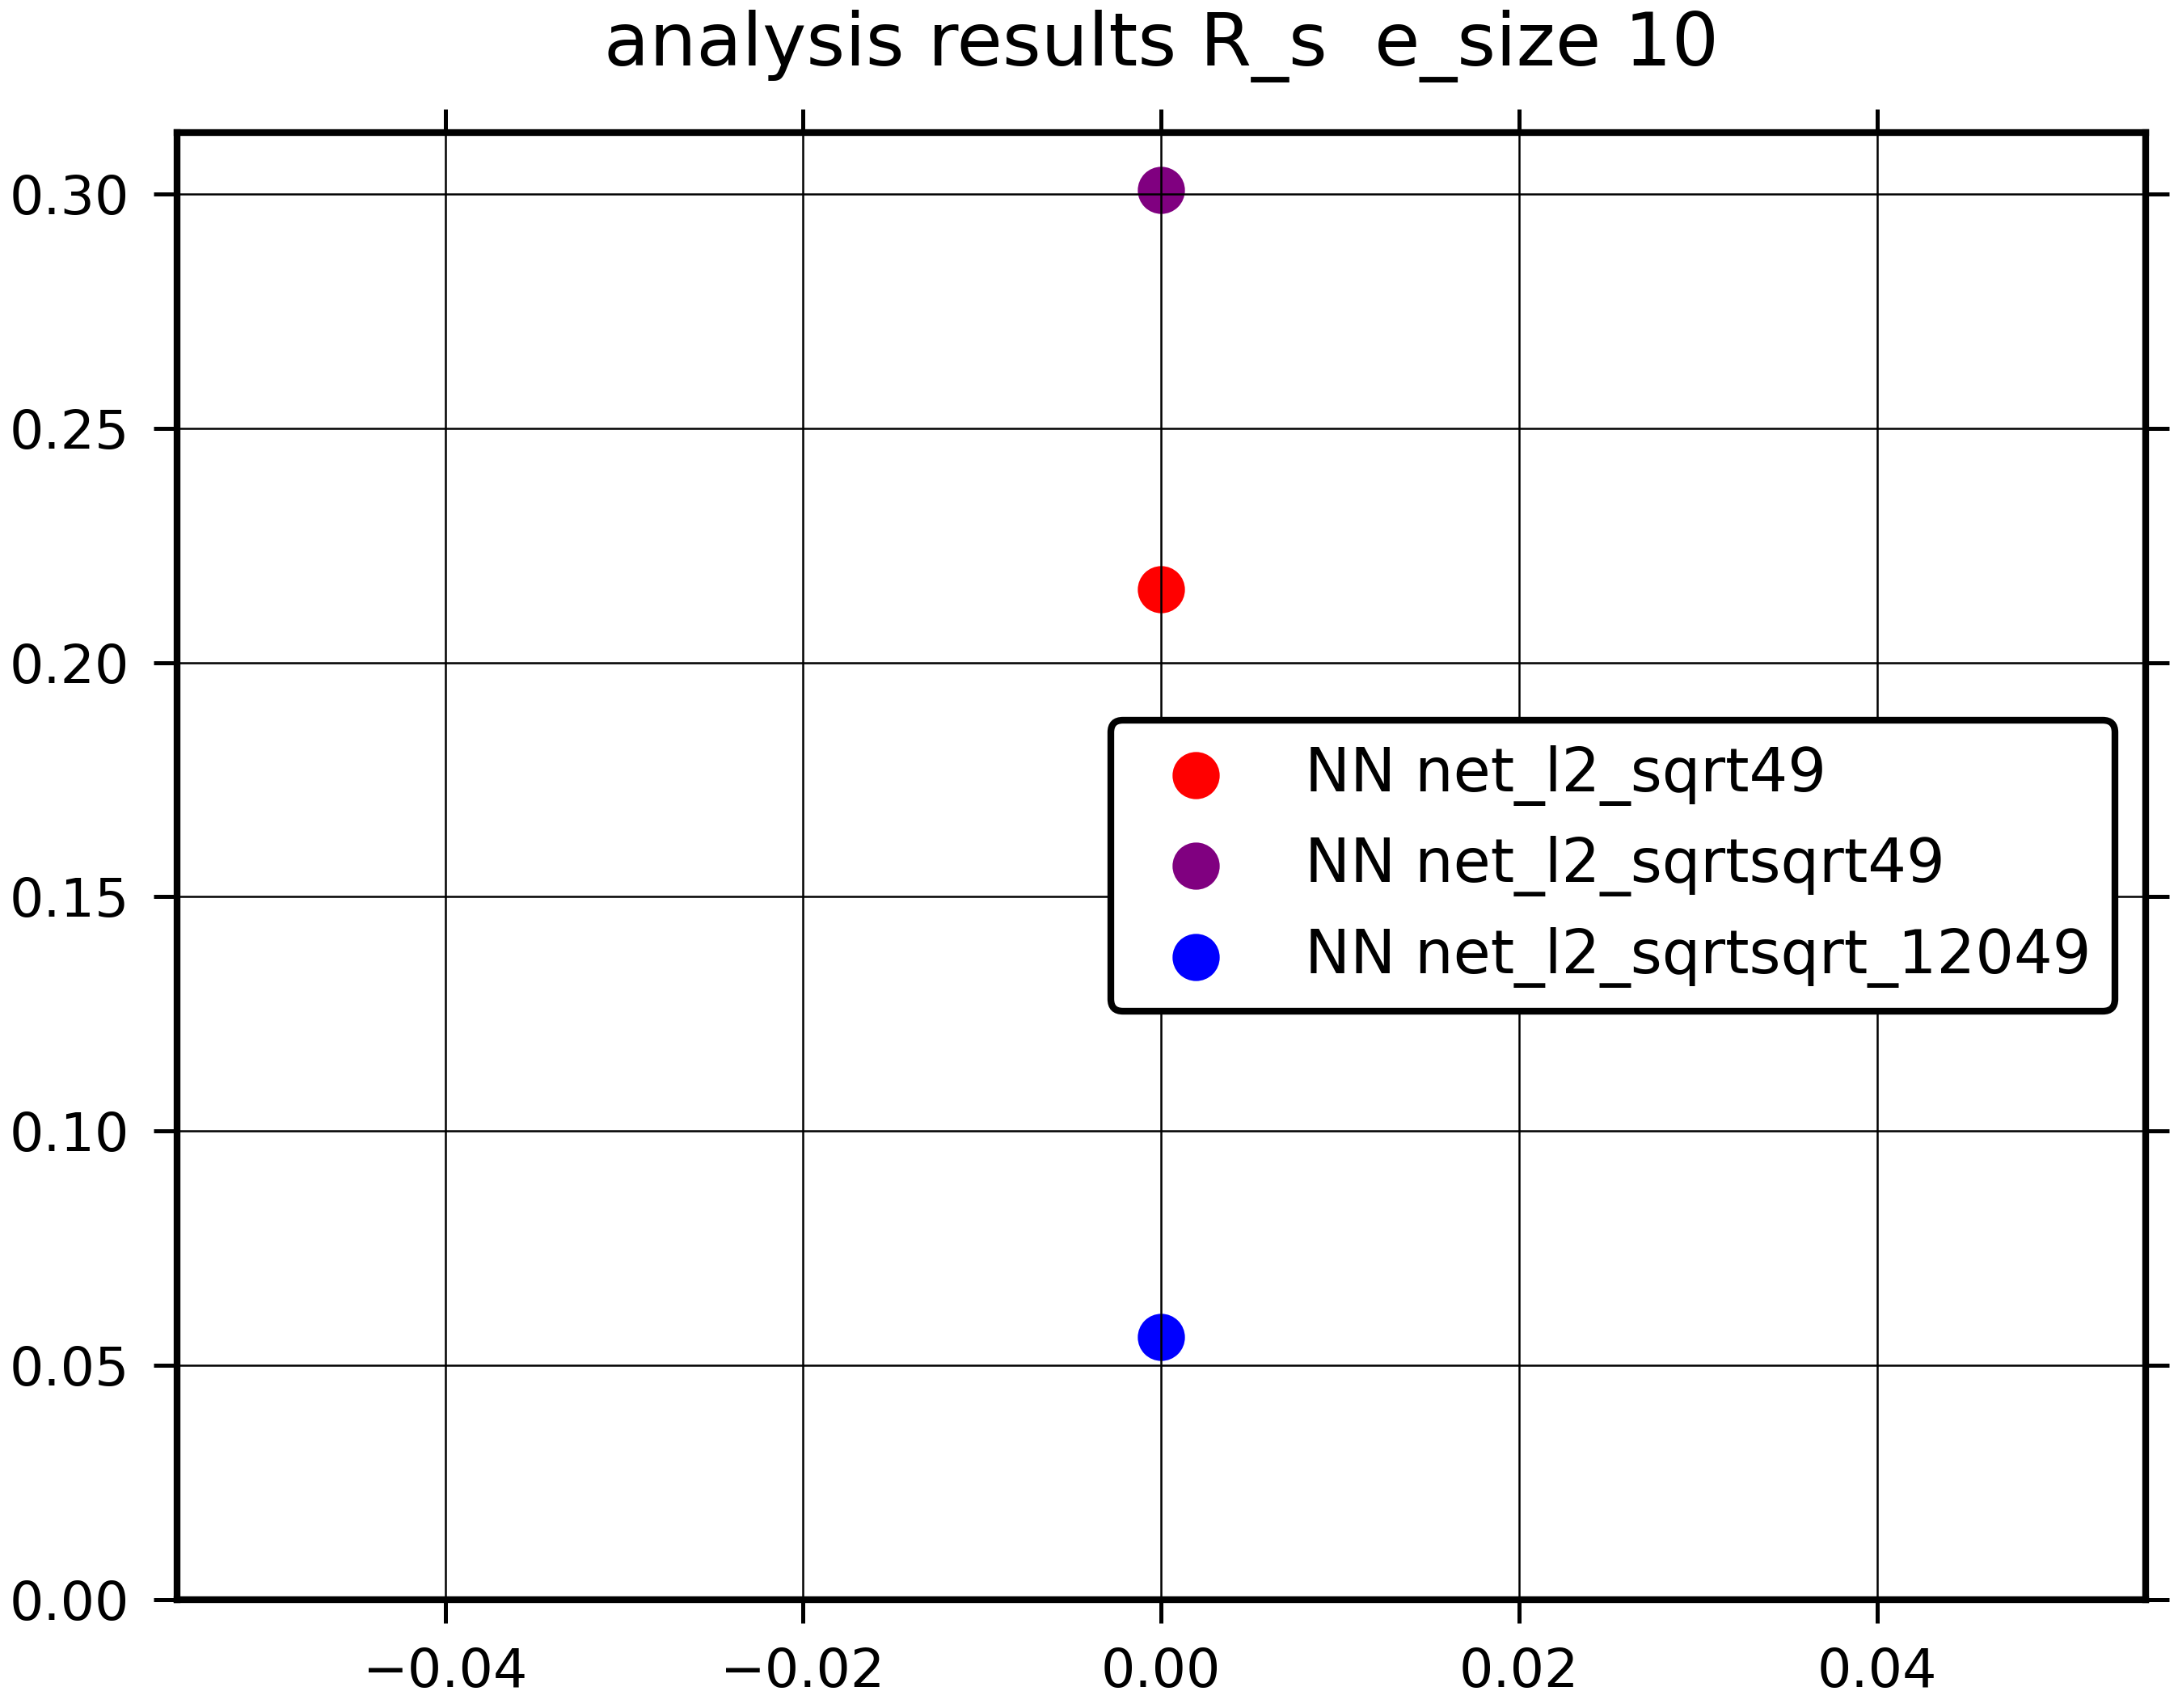 analysis results R_s  e_size 10
0.30
0.25
0.20
0.15
0.10
0.05
0.00
NN net_l2_sqrt49
NN net_l2_sqrtsqrt49
NN net_l2_sqrtsqrt_12049
−0.04 −0.02 0.00 0.02 0.04